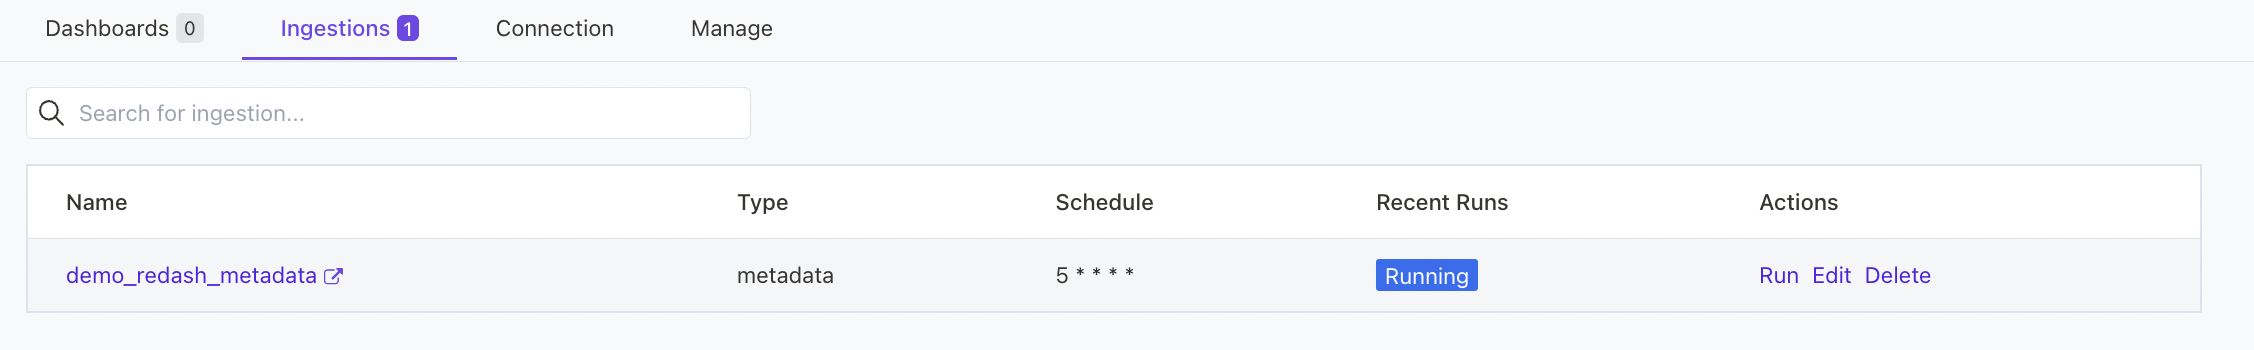 Dashboards 0 Ingestions 1 Connection Manage
Search for ingestion...
Name Type Schedule Recent Runs Actions
demo_redash_metadata metadata 5 * * * * Running Run Edit Delete